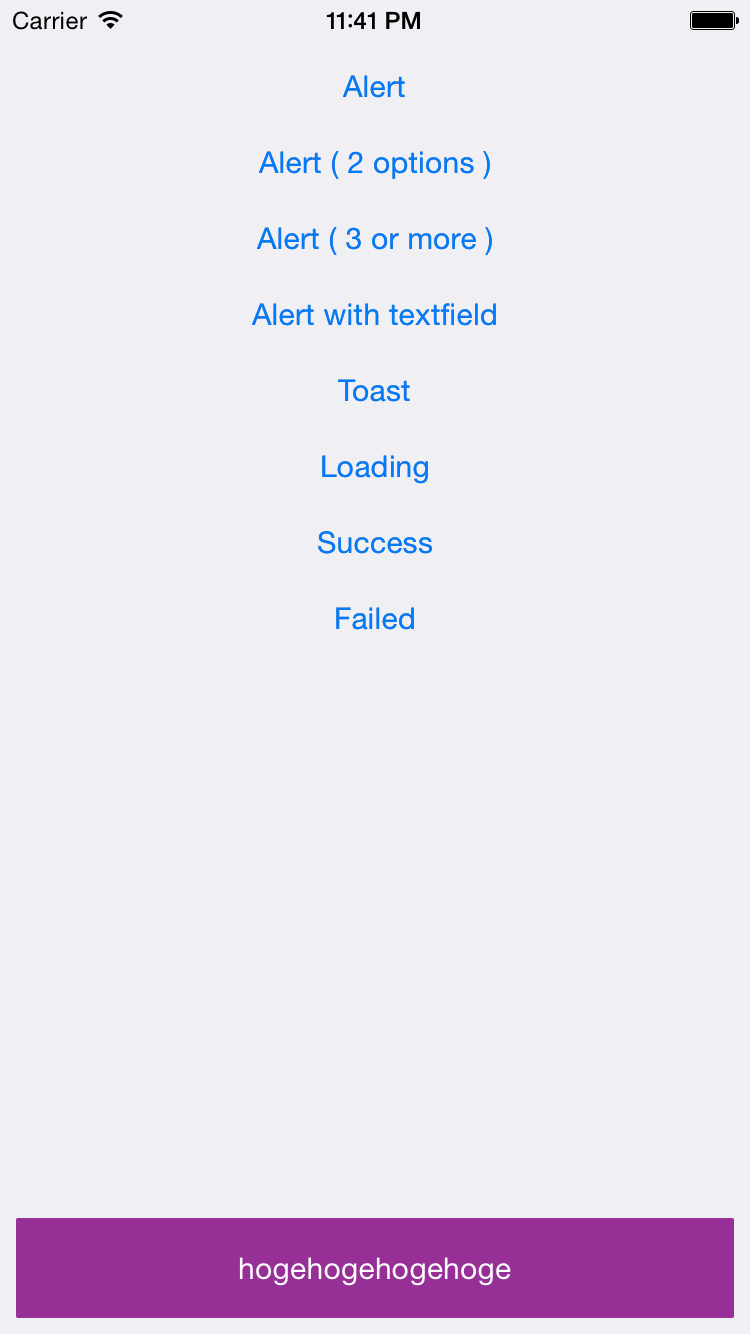 Carrier 11:41 PM
Alert
Alert ( 2 options )
Alert ( 3 or more )
Alert with textfield
Toast
Loading
Success
Failed
hogehogehogehoge